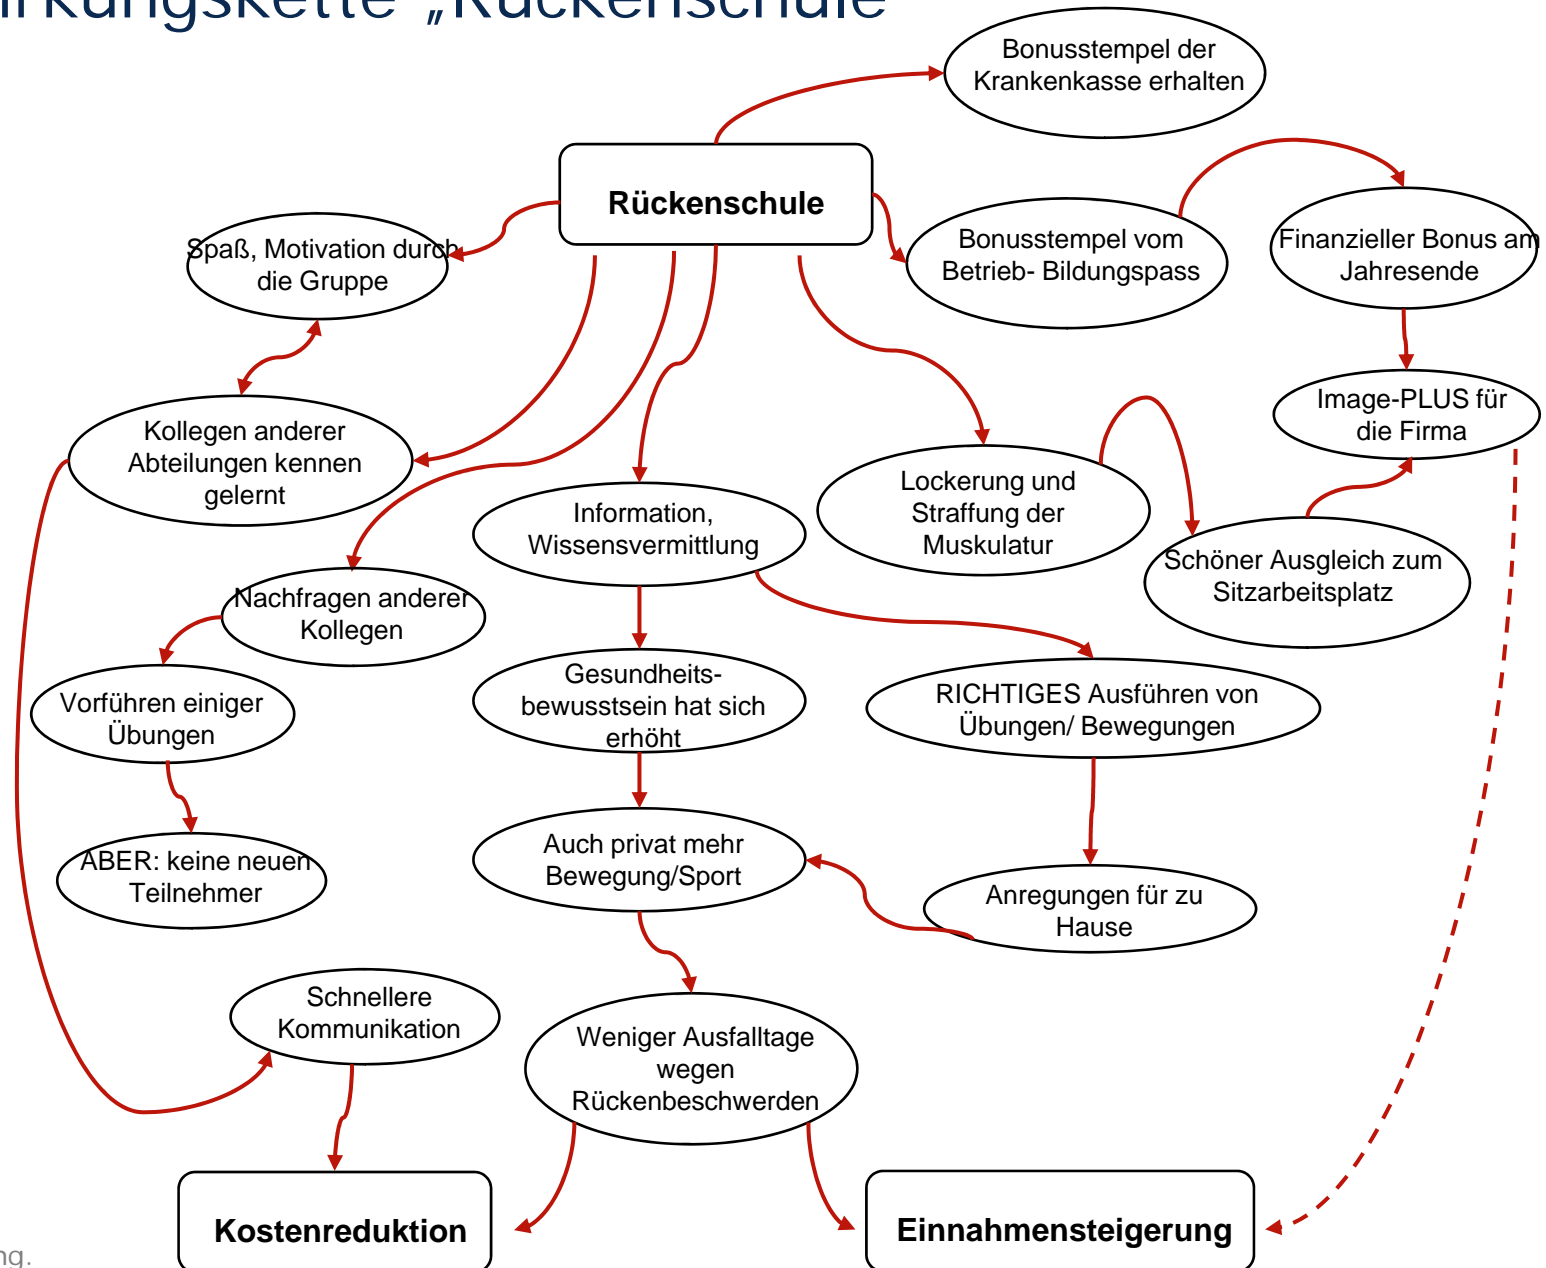 Rückenschule
Bonusstempel der
Krankenkasse erhalten
Rückenschule
Spaß, Motivation durch
die Gruppe
Bonusstempel vom
Betrieb- Bildungspass
Finanzieller Bonus am
Jahresende
Image-PLUS für
die Firma
Kollegen anderer
Abteilungen kennen
gelernt
Lockerung und
Straffung der
Muskulatur
Information,
Wissensvermittlung
Schöner Ausgleich zum
Sitzarbeitsplatz
Nachfragen anderer
Kollegen
Gesundheits-
bewusstsein hat sich
erhöht
RICHTIGES Ausführen von
Übungen/ Bewegungen
Vorführen einiger
Übungen
Auch privat mehr
Bewegung/Sport
ABER: keine neuen
Teilnehmer
Anregungen für zu
Hause
Schnellere
Kommunikation
Weniger Ausfalltage
wegen
Rückenbeschwerden
Kostenreduktion
Einnahmensteigerung